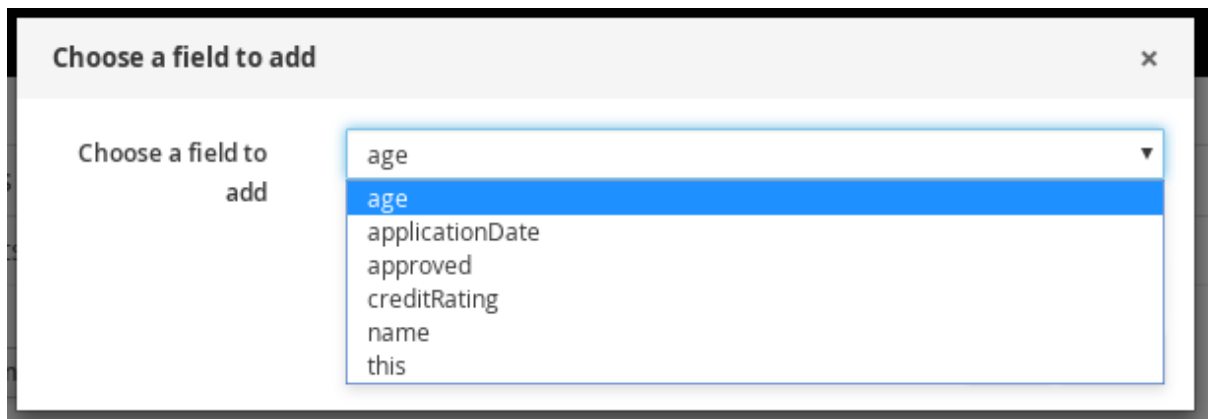 Choose a field to add
×
Choose a field to
add
age
▼
age
applicationDate
approved
creditRating
name
this